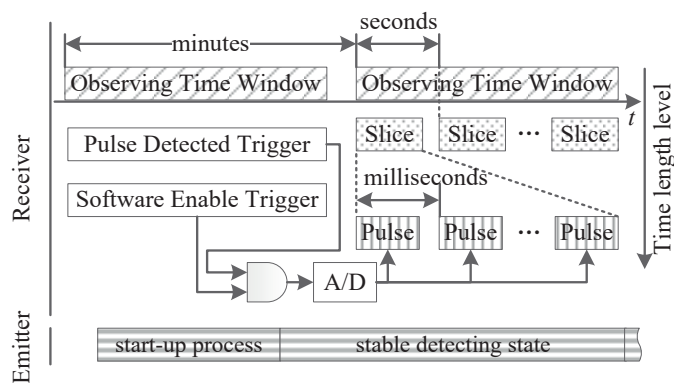 minutes
seconds
Observing Time Window
Observing Time Window
t
Pulse Detected Trigger
Slice
Slice
...
Slice
Software Enable Trigger
milliseconds
Pulse
Pulse
...
Pulse
A/D
Time length level
Receiver
Emitter
start-up process
stable detecting state